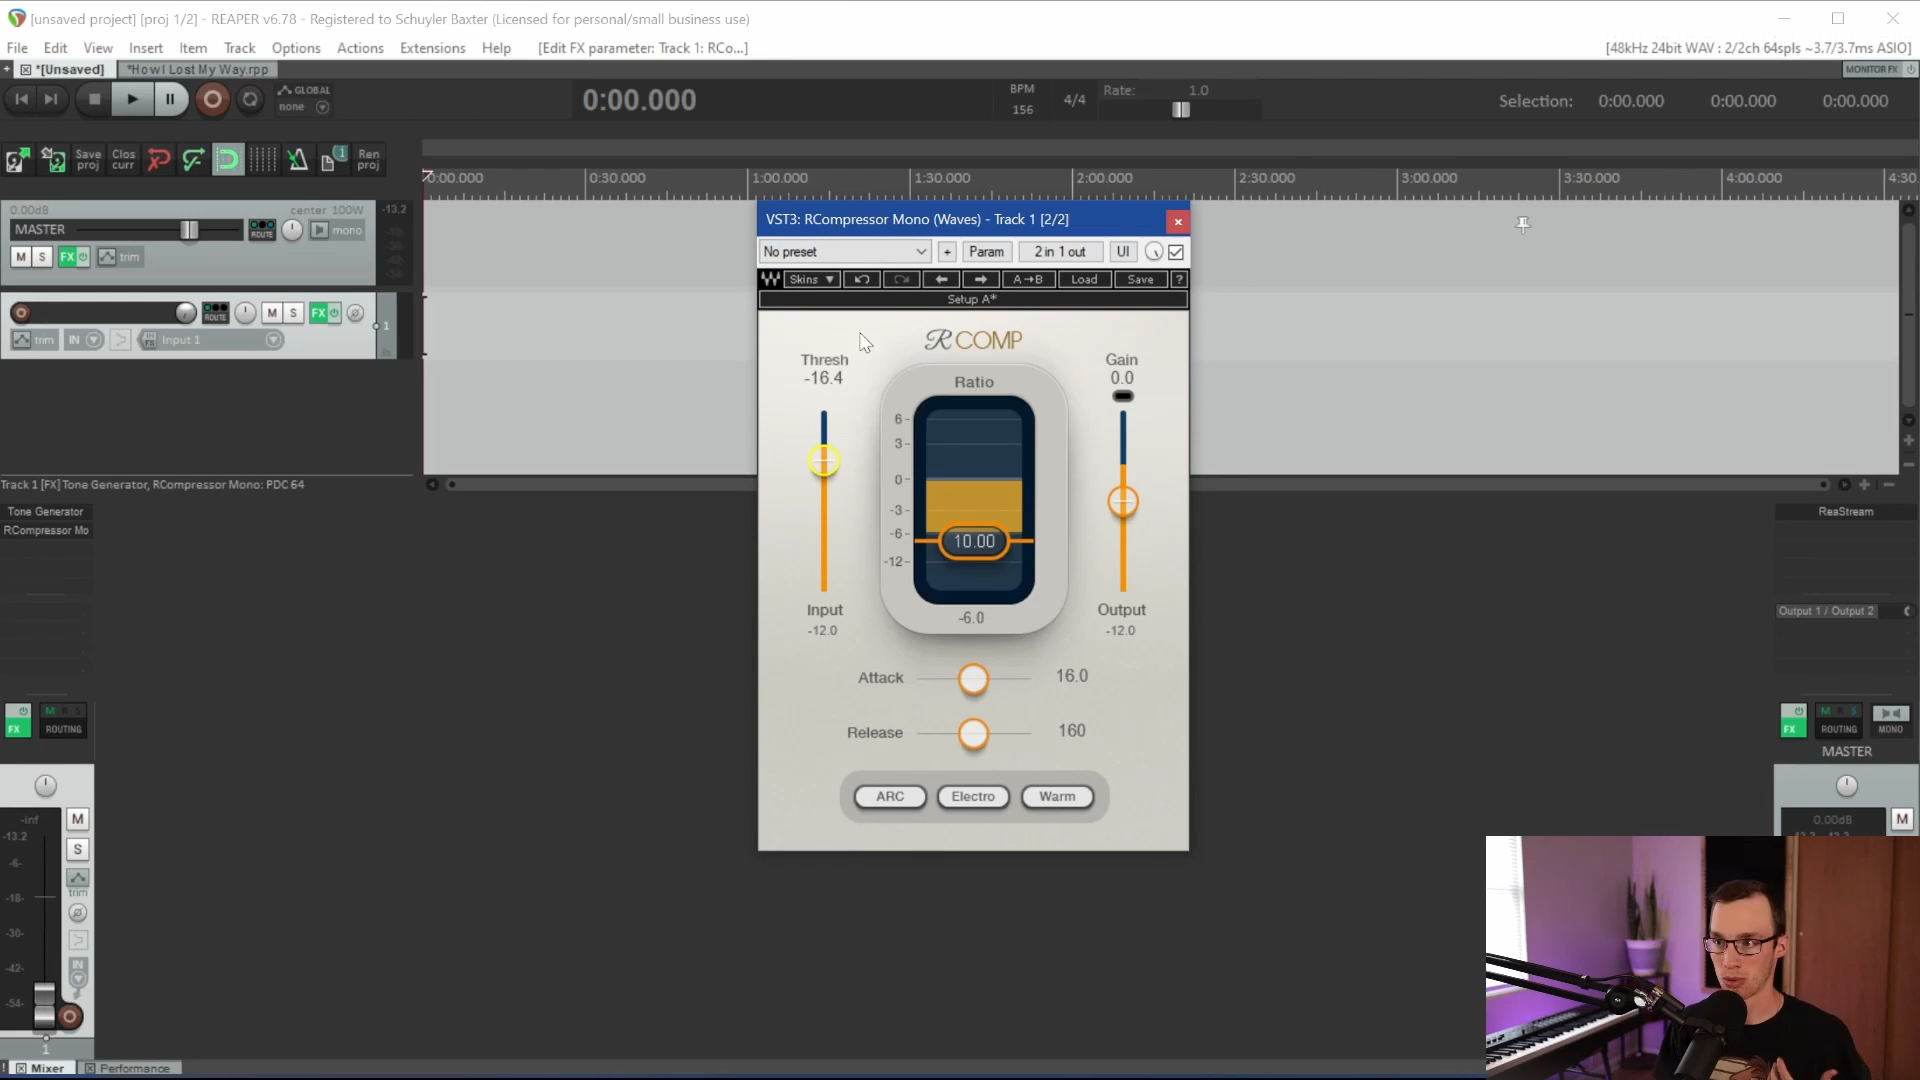 [unsaved project] [proj 1/2] - REAPER v6.78 - Registered to Schuyler Baxter (Licensed for personal/small business use)
File Edit View Insert Item Track Options Actions Extensions Help [Edit FX parameter: Track 1: RCo...] [48kHz 24bit WAV : 2/2ch 64spls ~3.7/3.7ms ASIO]
*[Unsaved] *How I Lost My Way.rpp MONITOR FX
GLOBAL
none
0:00.000
BPM
156
4/4
Rate: 1.0
Selection: 0:00.000 0:00.000 0:00.000
Save proj
Clos curr
1
Ren proj
0:00.000 0:30.000 1:00.000 1:30.000 2:00.000 2:30.000 3:00.000 3:30.000 4:00.000 4:30.
0.00dB center 100W -13.2
MASTER ROUTE mono
M S FX trim
ROUTE M S FX
trim IN Input 1
1
VST3: RCompressor Mono (Waves) - Track 1 [2/2]
No preset + Param 2 in 1 out UI
Skins A→B Load Save ?
Setup A*
R COMP
Thresh
-16.4
Ratio
Gain
0.0
6
3
0
-3
-6
-12
10.00
-6.0
Input
-12.0
Output
-12.0
Attack 16.0
Release 160
ARC Electro Warm
Track 1 [FX] Tone Generator, RCompressor Mono: PDC 64
Tone Generator
RCompressor Mo
FX
M R S
ROUTING
-inf
-13.2
-6-
-18-
-30-
-42-
-54-
M
S
trim
IN
1
Mixer Performance
ReaStream
Output 1 / Output 2
FX
M R S
ROUTING
MONO
MASTER
0.00dB
M